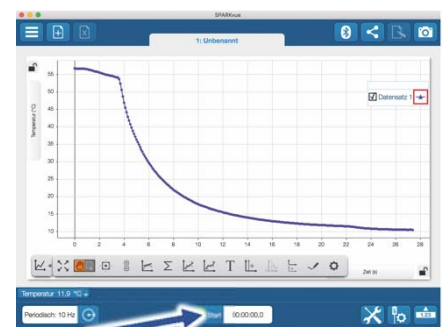 SPARKvue
1: Unbenannt
55
50
45
40
35
30
25
20
15
10
Temperatur (°C)
Datensatz 1
0 2 4 6 8 10 12 14 16 18 20 22 24 26 28
Zeit (s)
Temperatur 11,9 °C
Periodisch: 10 Hz
Start
00:00:00,0